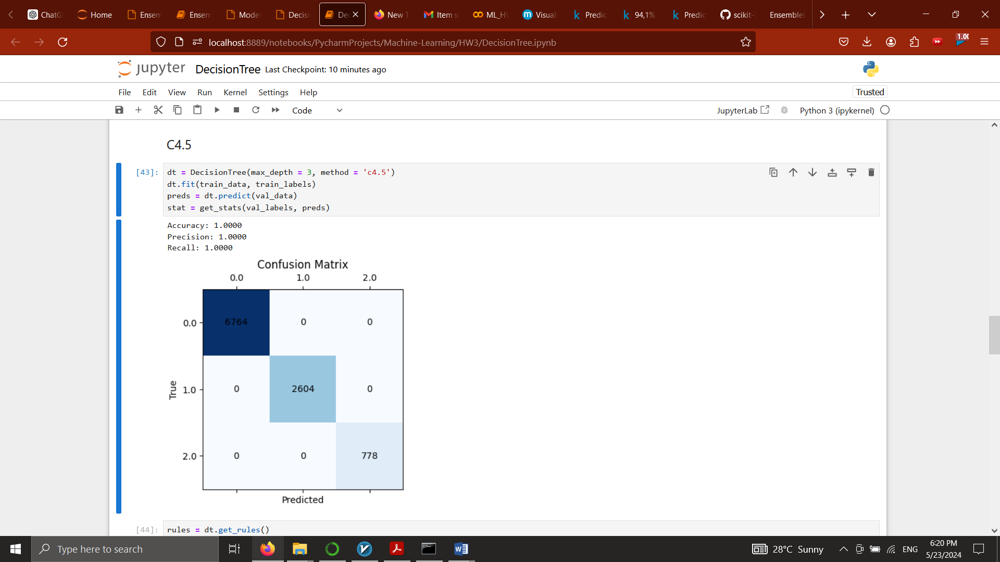 ChatG
Home
Ensem
Ensem
Model
Decisi
Dec
New T
Item s
ML_H
Visuali
Predic
94,1%
Predic
scikit-
Ensemble
localhost:8889/notebooks/PycharmProjects/Machine-Learning/HW3/DecisionTree.ipynb
1.00
jupyter DecisionTree Last Checkpoint: 10 minutes ago
File Edit View Run Kernel Settings Help
Trusted
Code
JupyterLab
Python 3 (ipykernel)
C4.5
[43]:
dt = DecisionTree(max_depth = 3, method = 'c4.5')
dt.fit(train_data, train_labels)
preds = dt.predict(val_data)
stat = get_stats(val_labels, preds)
Accuracy: 1.0000
Precision: 1.0000
Recall: 1.0000
Confusion Matrix
0.0 1.0 2.0
0.0 6764 0 0
True
1.0 0 2604 0
2.0 0 0 778
Predicted
[44]:
rules = dt.get_rules()
Type here to search
28°C Sunny
ENG
6:20 PM
5/23/2024